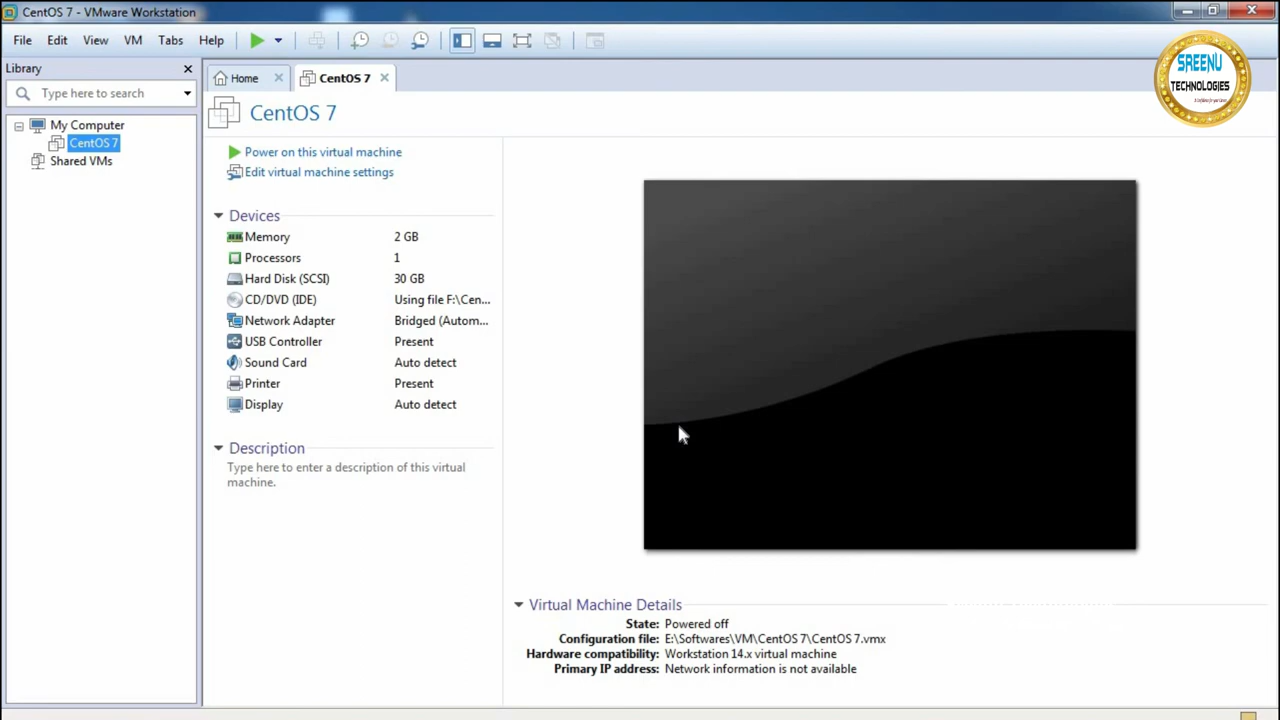 CentOS 7 - VMware Workstation
File Edit View VM Tabs Help
Library
Type here to search
My Computer
CentOS 7
Shared VMs
Home
CentOS 7
CentOS 7
Power on this virtual machine
Edit virtual machine settings
Devices
Memory 2 GB
Processors 1
Hard Disk (SCSI) 30 GB
CD/DVD (IDE) Using file F:\Cen...
Network Adapter Bridged (Autom...
USB Controller Present
Sound Card Auto detect
Printer Present
Display Auto detect
Description
Type here to enter a description of this virtual
machine.
Virtual Machine Details
State: Powered off
Configuration file: E:\Softwares\VM\CentOS 7\CentOS 7.vmx
Hardware compatibility: Workstation 14.x virtual machine
Primary IP address: Network information is not available
SREENU
TECHNOLOGIES